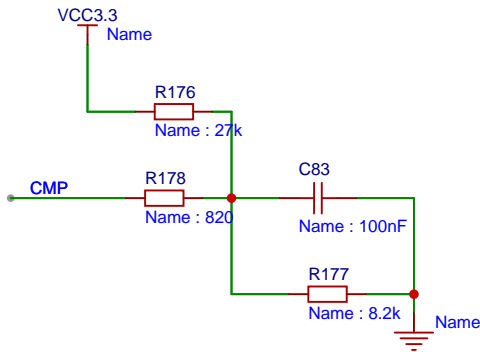 VCC3.3
Name
R176
Name : 27k
R178
CMP
Name : 820
C83
Name : 100nF
R177
Name : 8.2k
Name